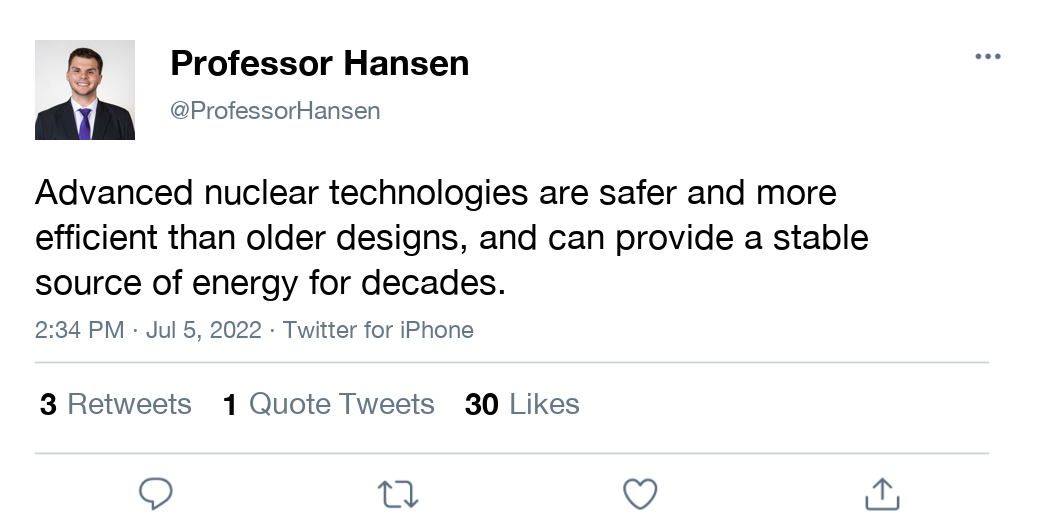 Professor Hansen
@ProfessorHansen
Advanced nuclear technologies are safer and more
efficient than older designs, and can provide a stable
source of energy for decades.
2:34 PM · Jul 5, 2022 · Twitter for iPhone
3 Retweets 1 Quote Tweets 30 Likes